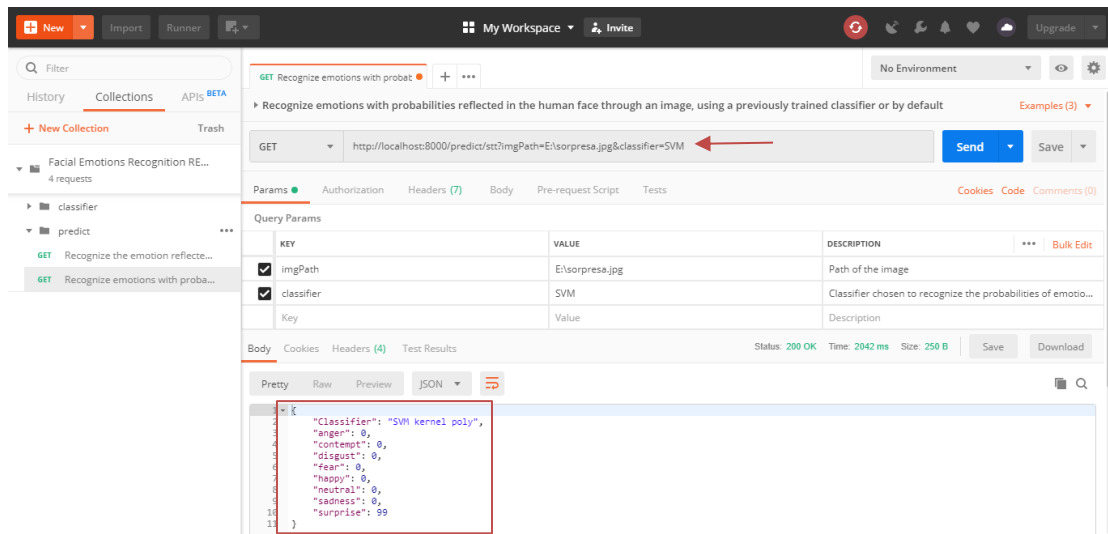 New Import Runner My Workspace Invite Upgrade
Filter
History Collections APIs BETA
+ New Collection Trash
Facial Emotions Recognition RE...
4 requests
classifier
predict
GET Recognize the emotion reflecte...
GET Recognize emotions with proba...
GET Recognize emotions with probat
No Environment
Recognize emotions with probabilities reflected in the human face through an image, using a previously trained classifier or by default Examples (3)
GET http://localhost:8000/predict/stt?imgPath=E:\sorpresa.jpg&classifier=SVM Send Save
Params Authorization Headers (7) Body Pre-request Script Tests Cookies Code Comments (0)
Query Params
KEY VALUE DESCRIPTION Bulk Edit
imgPath E:\sorpresa.jpg Path of the image
classifier SVM Classifier chosen to recognize the probabilities of emotio...
Key Value Description
Body Cookies Headers (4) Test Results Status: 200 OK Time: 2042 ms Size: 250 B Save Download
Pretty Raw Preview JSON
1 {
2 "Classifier": "SVM kernel poly",
3 "anger": 0,
4 "contempt": 0,
5 "disgust": 0,
6 "fear": 0,
7 "happy": 0,
8 "neutral": 0,
9 "sadness": 0,
10 "surprise": 99
11 }